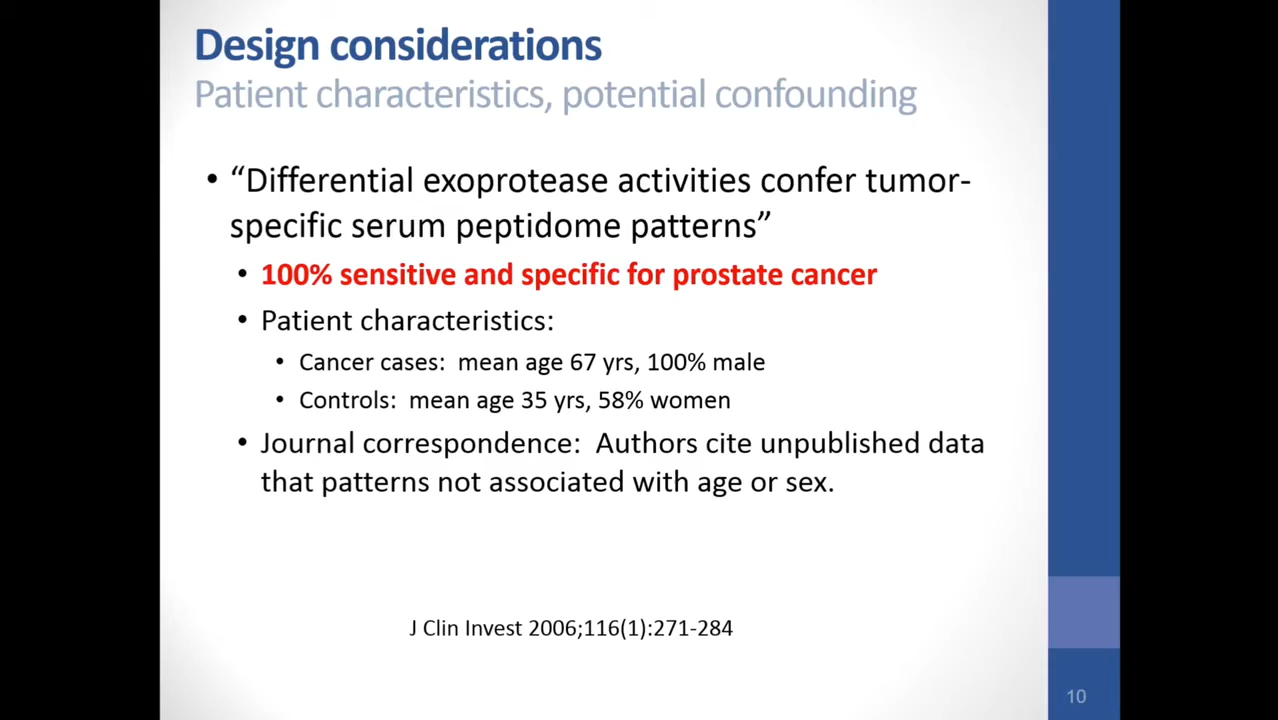 Design considerations
Patient characteristics, potential confounding
• “Differential exoprotease activities confer tumor-
specific serum peptidome patterns”
• 100% sensitive and specific for prostate cancer
• Patient characteristics:
• Cancer cases:  mean age 67 yrs, 100% male
• Controls:  mean age 35 yrs, 58% women
• Journal correspondence:  Authors cite unpublished data
that patterns not associated with age or sex.
J Clin Invest 2006;116(1):271-284
10